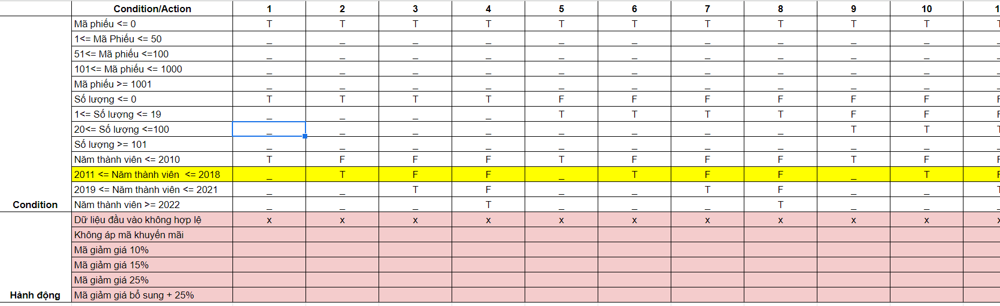 Condition/Action 1 2 3 4 5 6 7 8 9 10 1
Mã phiếu <= 0 T T T T T T T T T T T
1<= Mã Phiếu <= 50 _ _ _ _ _ _ _ _ _ _ _
51<= Mã phiếu <=100 _ _ _ _ _ _ _ _ _ _ _
101<= Mã phiếu <= 1000 _ _ _ _ _ _ _ _ _ _ _
Mã phiếu >= 1001 _ _ _ _ _ _ _ _ _ _ _
Số lượng <= 0 T T T T F F F F F F F
1<= Số lượng <= 19 _ _ _ _ T T T T F F F
20<= Số lượng <=100 _ _ _ _ _ _ _ _ T T T
Số lượng >= 101 _ _ _ _ _ _ _ _ _ _ _
Năm thành viên <= 2010 T F F F T F F F T F F
2011 <= Năm thành viên <= 2018 _ T F F _ T F F _ T F
2019 <= Năm thành viên <= 2021 _ _ T F _ _ T F _ _ T
Condition Năm thành viên >= 2022 _ _ _ T _ _ _ T _ _ _
Dữ liệu đầu vào không hợp lệ x x x x x x x x x x x
Không áp mã khuyến mãi
Mã giảm giá 10%
Mã giảm giá 15%
Mã giảm giá 25%
Hành động Mã giảm giá bổ sung + 25%